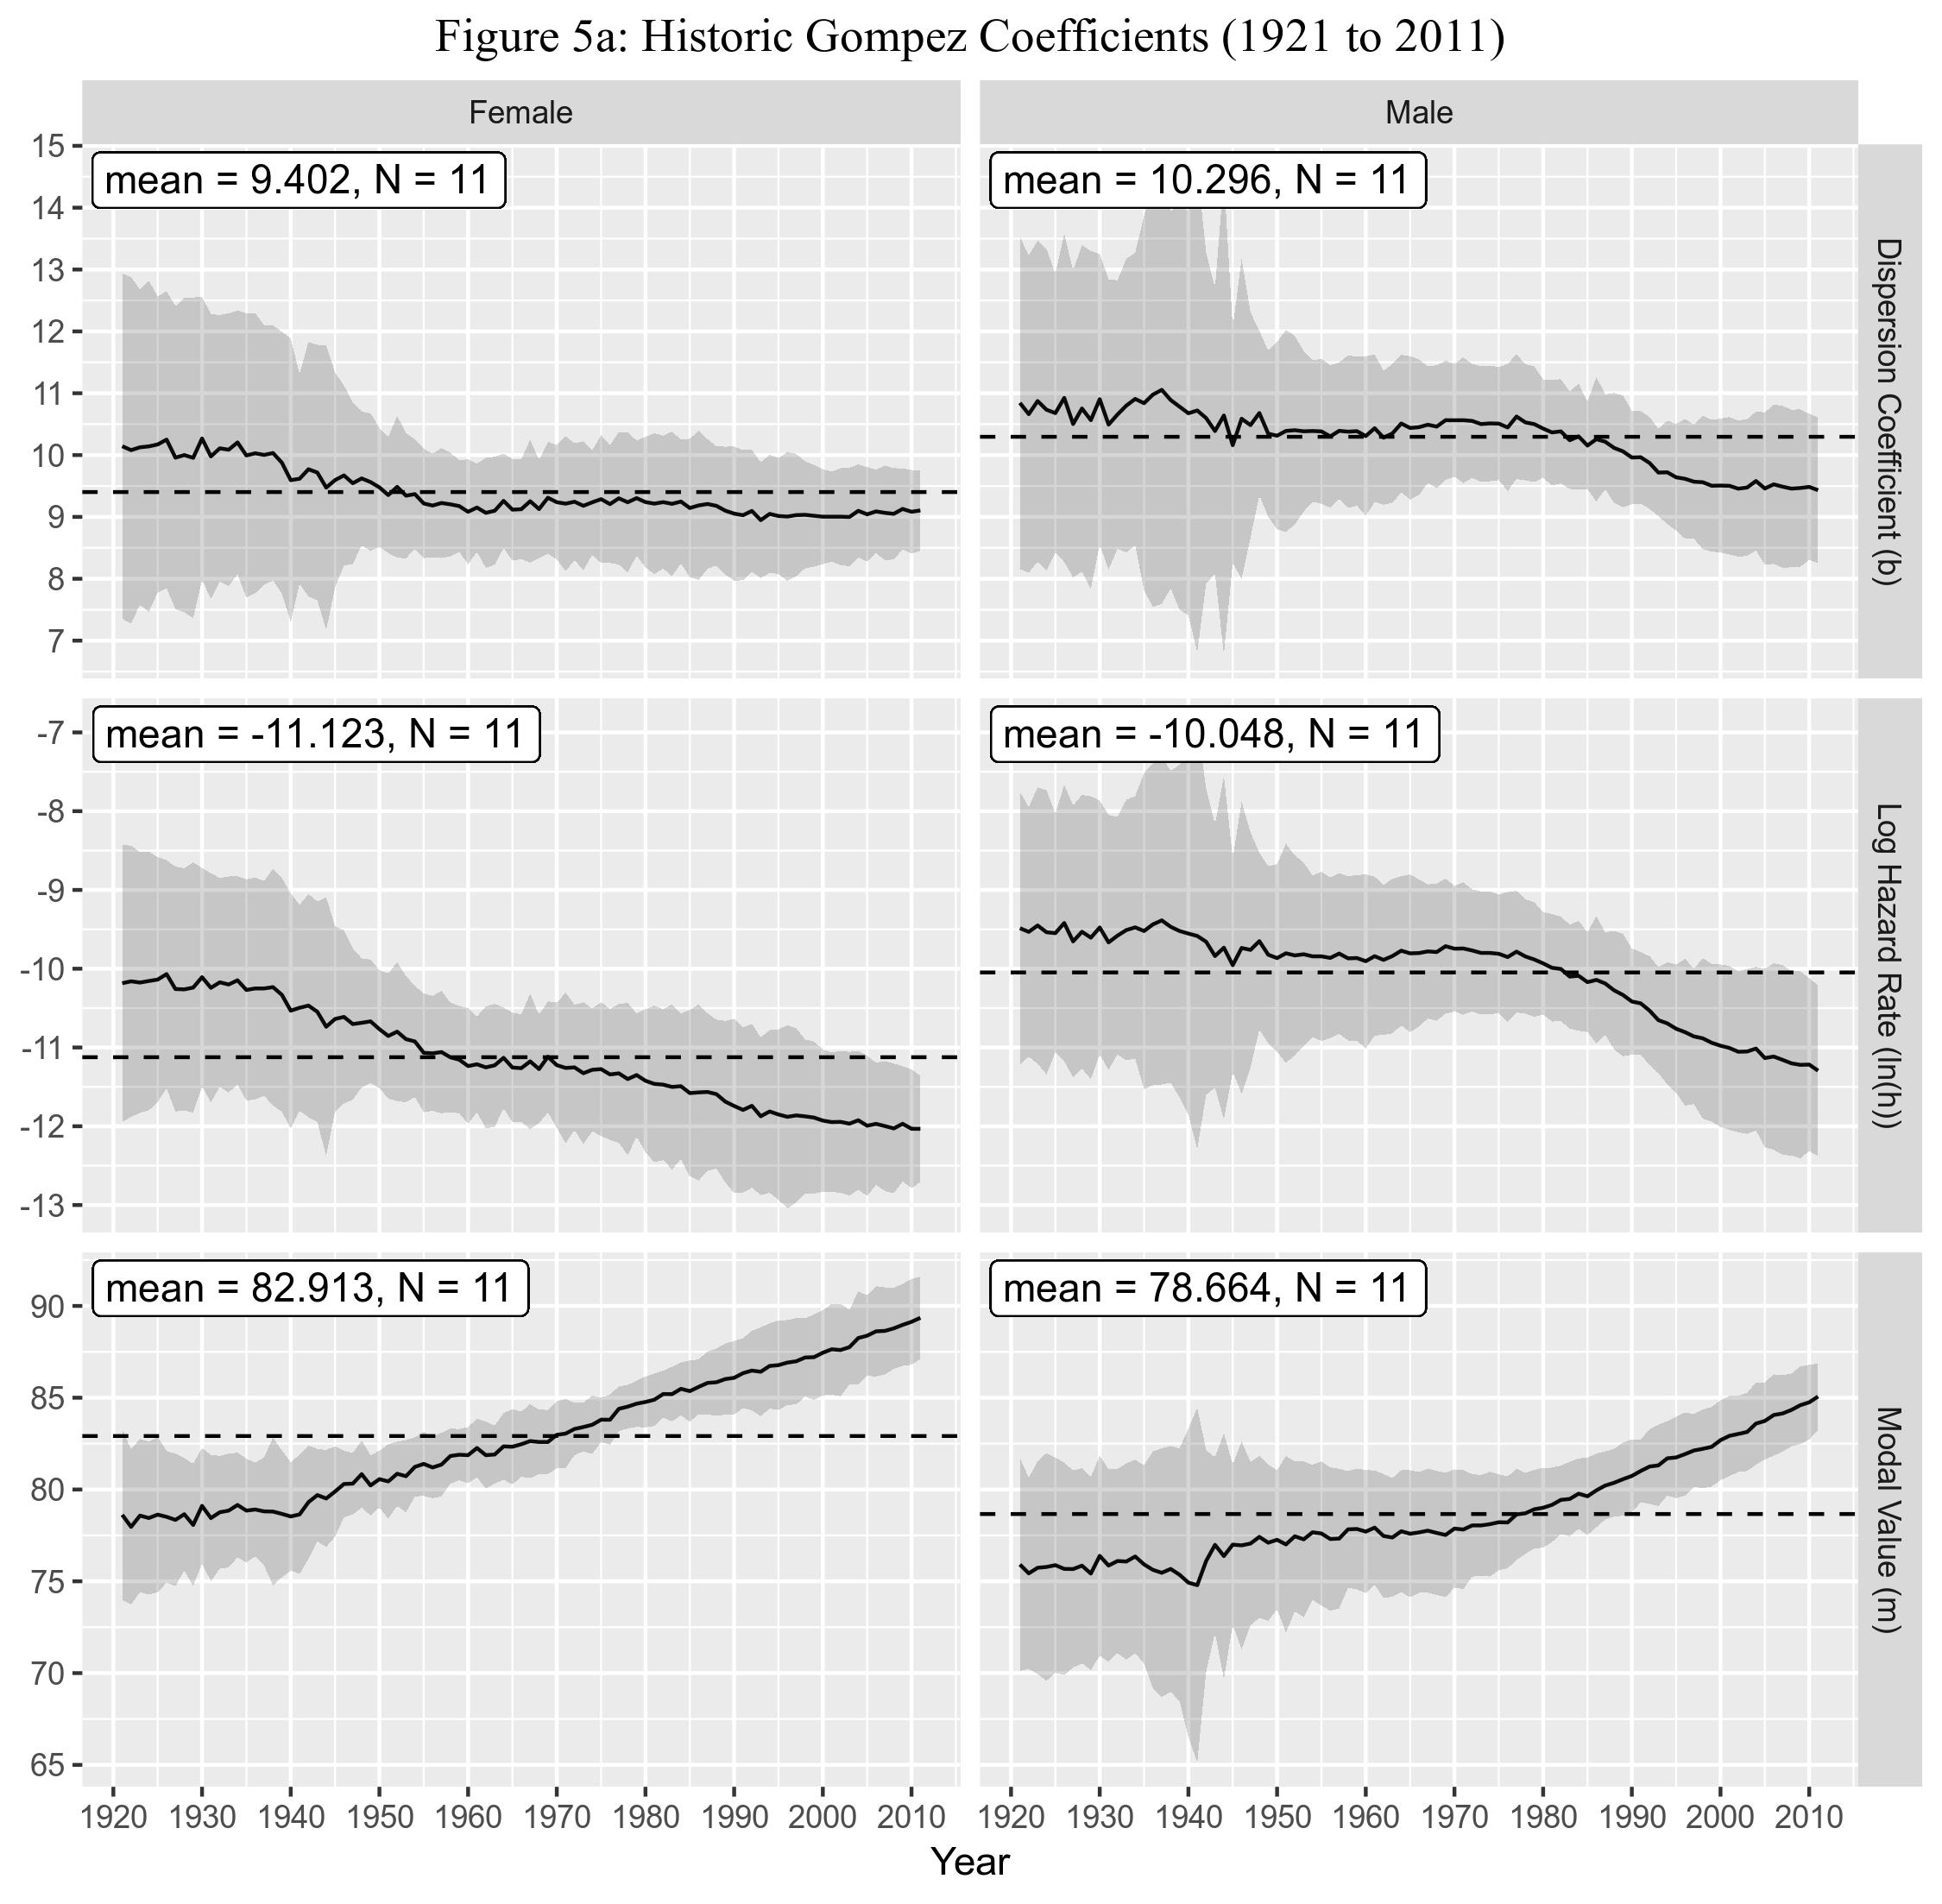 Figure 5a: Historic Gompez Coefficients (1921 to 2011)
Female
Male
15
14
13
12
11
10
9
8
7
mean = 9.402, N = 11
mean = 10.296, N = 11
Dispersion Coefficient (b)
-7
-8
-9
-10
-11
-12
-13
mean = -11.123, N = 11
mean = -10.048, N = 11
Log Hazard Rate (ln(h))
90
85
80
75
70
65
mean = 82.913, N = 11
mean = 78.664, N = 11
Modal Value (m)
1920 1930 1940 1950 1960 1970 1980 1990 2000 2010
1920 1930 1940 1950 1960 1970 1980 1990 2000 2010
Year